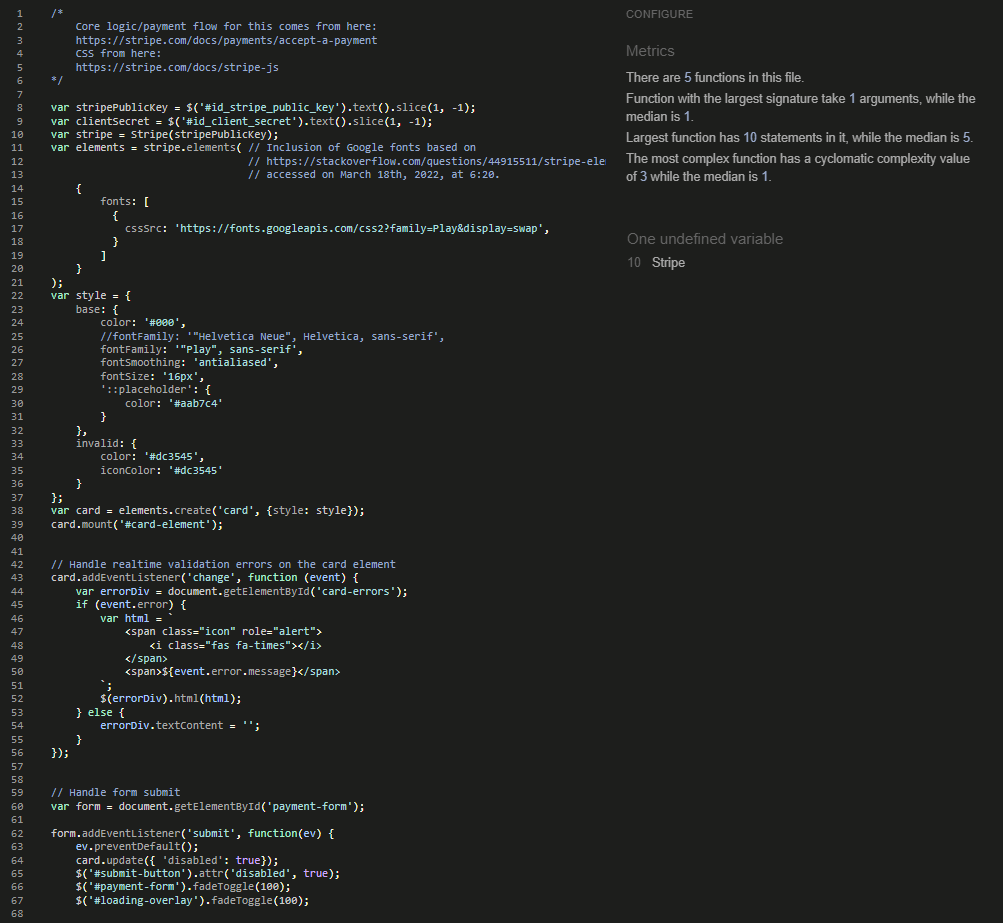 1 /*
2 Core logic/payment flow for this comes from here:
3 https://stripe.com/docs/payments/accept-a-payment
4 CSS from here:
5 https://stripe.com/docs/stripe-js
6 */
7
8 var stripePublicKey = $('#id_stripe_public_key').text().slice(1, -1);
9 var clientSecret = $('#id_client_secret').text().slice(1, -1);
10 var stripe = Stripe(stripePublicKey);
11 var elements = stripe.elements( // Inclusion of Google fonts based on
12 // https://stackoverflow.com/questions/44915511/stripe-ele
13 // accessed on March 18th, 2022, at 6:20.
14 {
15 fonts: [
16 {
17 cssSrc: 'https://fonts.googleapis.com/css2?family=Play&display=swap',
18 }
19 ]
20 }
21 );
22 var style = {
23 base: {
24 color: '#000',
25 //fontFamily: '"Helvetica Neue", Helvetica, sans-serif',
26 fontFamily: '"Play", sans-serif',
27 fontSmoothing: 'antialiased',
28 fontSize: '16px',
29 '::placeholder': {
30 color: '#aab7c4'
31 }
32 },
33 invalid: {
34 color: '#dc3545',
35 iconColor: '#dc3545'
36 }
37 };
38 var card = elements.create('card', {style: style});
39 card.mount('#card-element');
40
41
42 // Handle realtime validation errors on the card element
43 card.addEventListener('change', function (event) {
44 var errorDiv = document.getElementById('card-errors');
45 if (event.error) {
46 var html = `
47 <span class="icon" role="alert">
48 <i class="fas fa-times"></i>
49 </span>
50 <span>${event.error.message}</span>
51 `;
52 $(errorDiv).html(html);
53 } else {
54 errorDiv.textContent = '';
55 }
56 });
57
58
59 // Handle form submit
60 var form = document.getElementById('payment-form');
61
62 form.addEventListener('submit', function(ev) {
63 ev.preventDefault();
64 card.update({ 'disabled': true});
65 $('#submit-button').attr('disabled', true);
66 $('#payment-form').fadeToggle(100);
67 $('#loading-overlay').fadeToggle(100);
68
CONFIGURE
Metrics
There are 5 functions in this file.
Function with the largest signature take 1 arguments, while the
median is 1.
Largest function has 10 statements in it, while the median is 5.
The most complex function has a cyclomatic complexity value
of 3 while the median is 1.
One undefined variable
10 Stripe